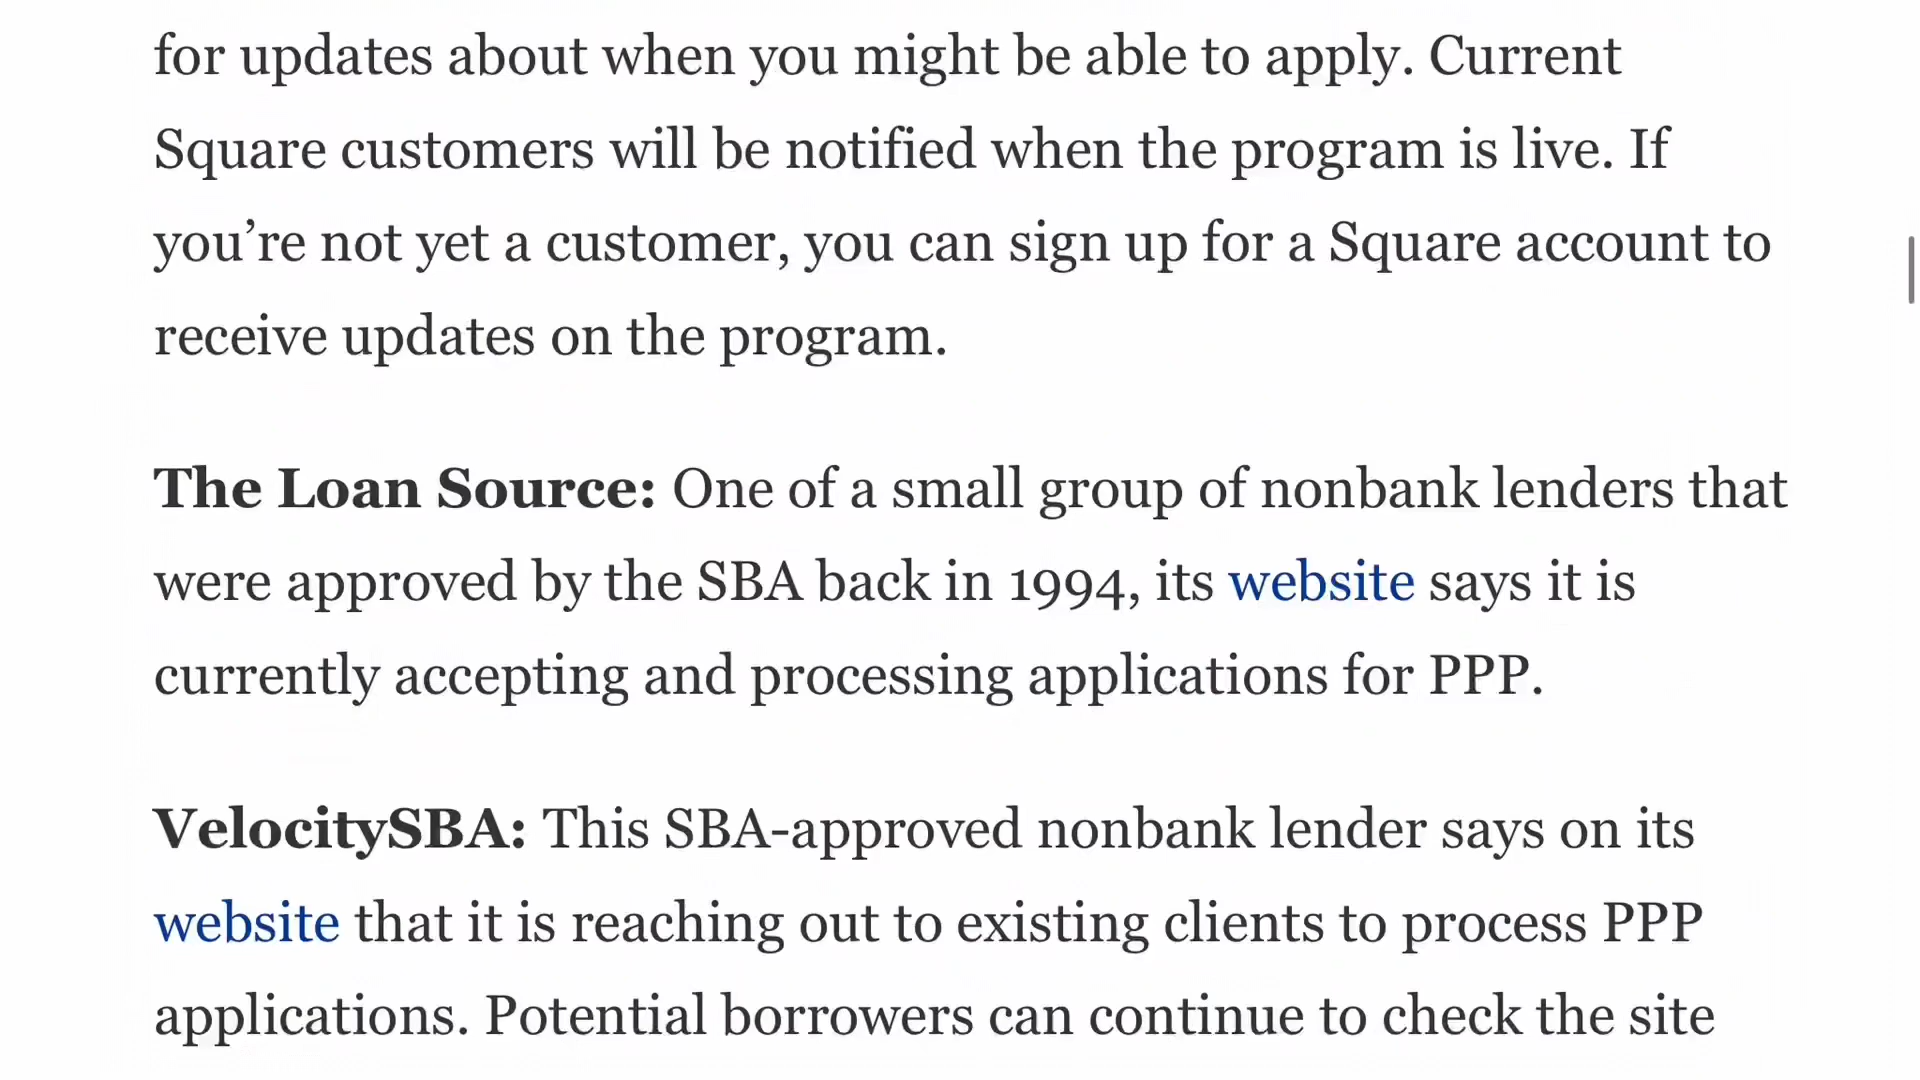 for updates about when you might be able to apply. Current
Square customers will be notified when the program is live. If
you’re not yet a customer, you can sign up for a Square account to
receive updates on the program.
The Loan Source: One of a small group of nonbank lenders that
were approved by the SBA back in 1994, its website says it is
currently accepting and processing applications for PPP.
VelocitySBA: This SBA-approved nonbank lender says on its
website that it is reaching out to existing clients to process PPP
applications. Potential borrowers can continue to check the site